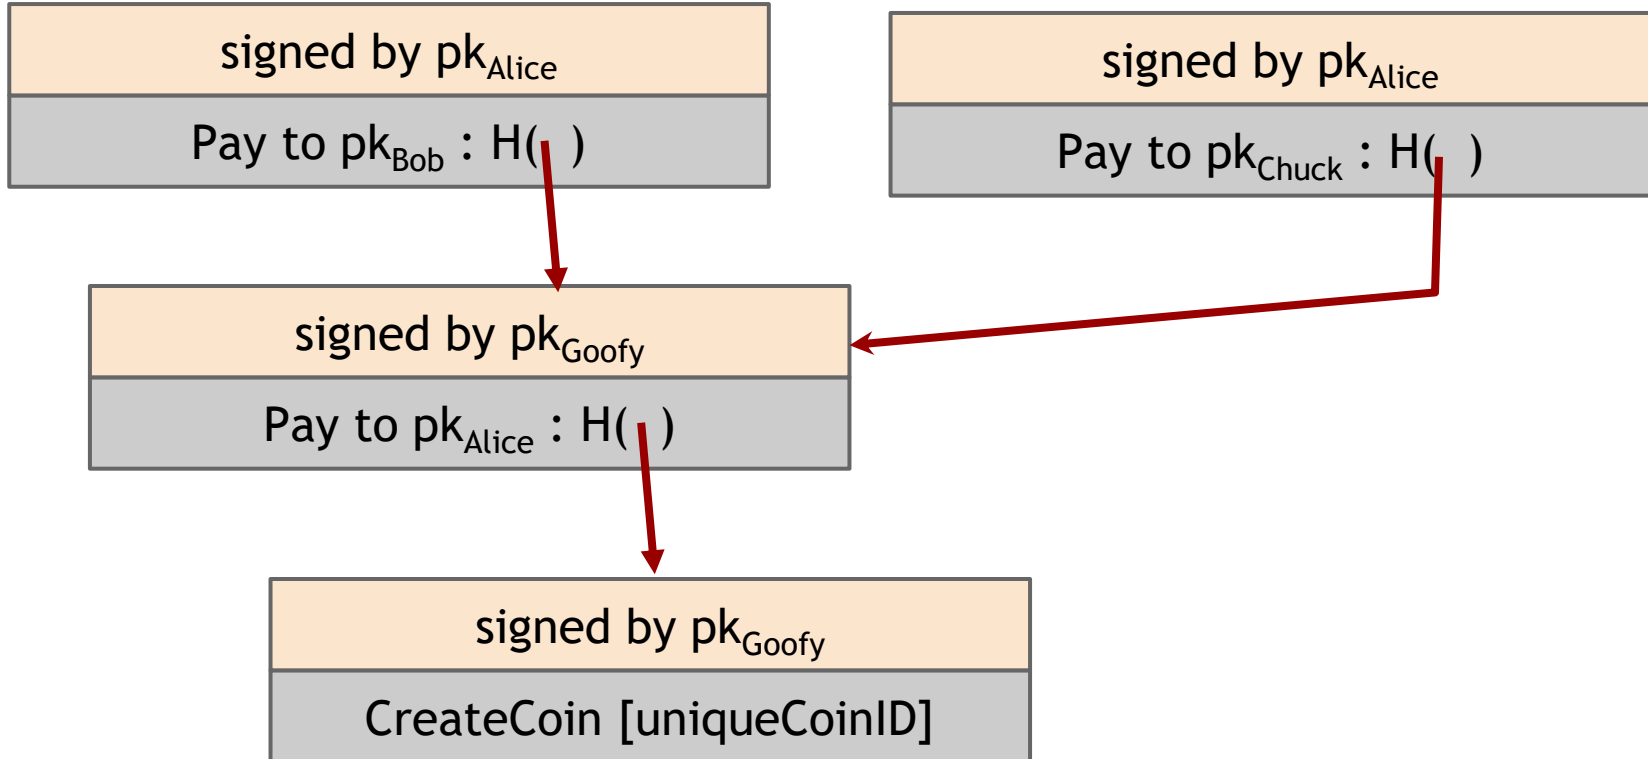 signed by pkAlice
Pay to pkBob : H( )
signed by pkAlice
Pay to pkChuck : H( )
signed by pkGoofy
Pay to pkAlice : H( )
signed by pkGoofy
CreateCoin [uniqueCoinID]